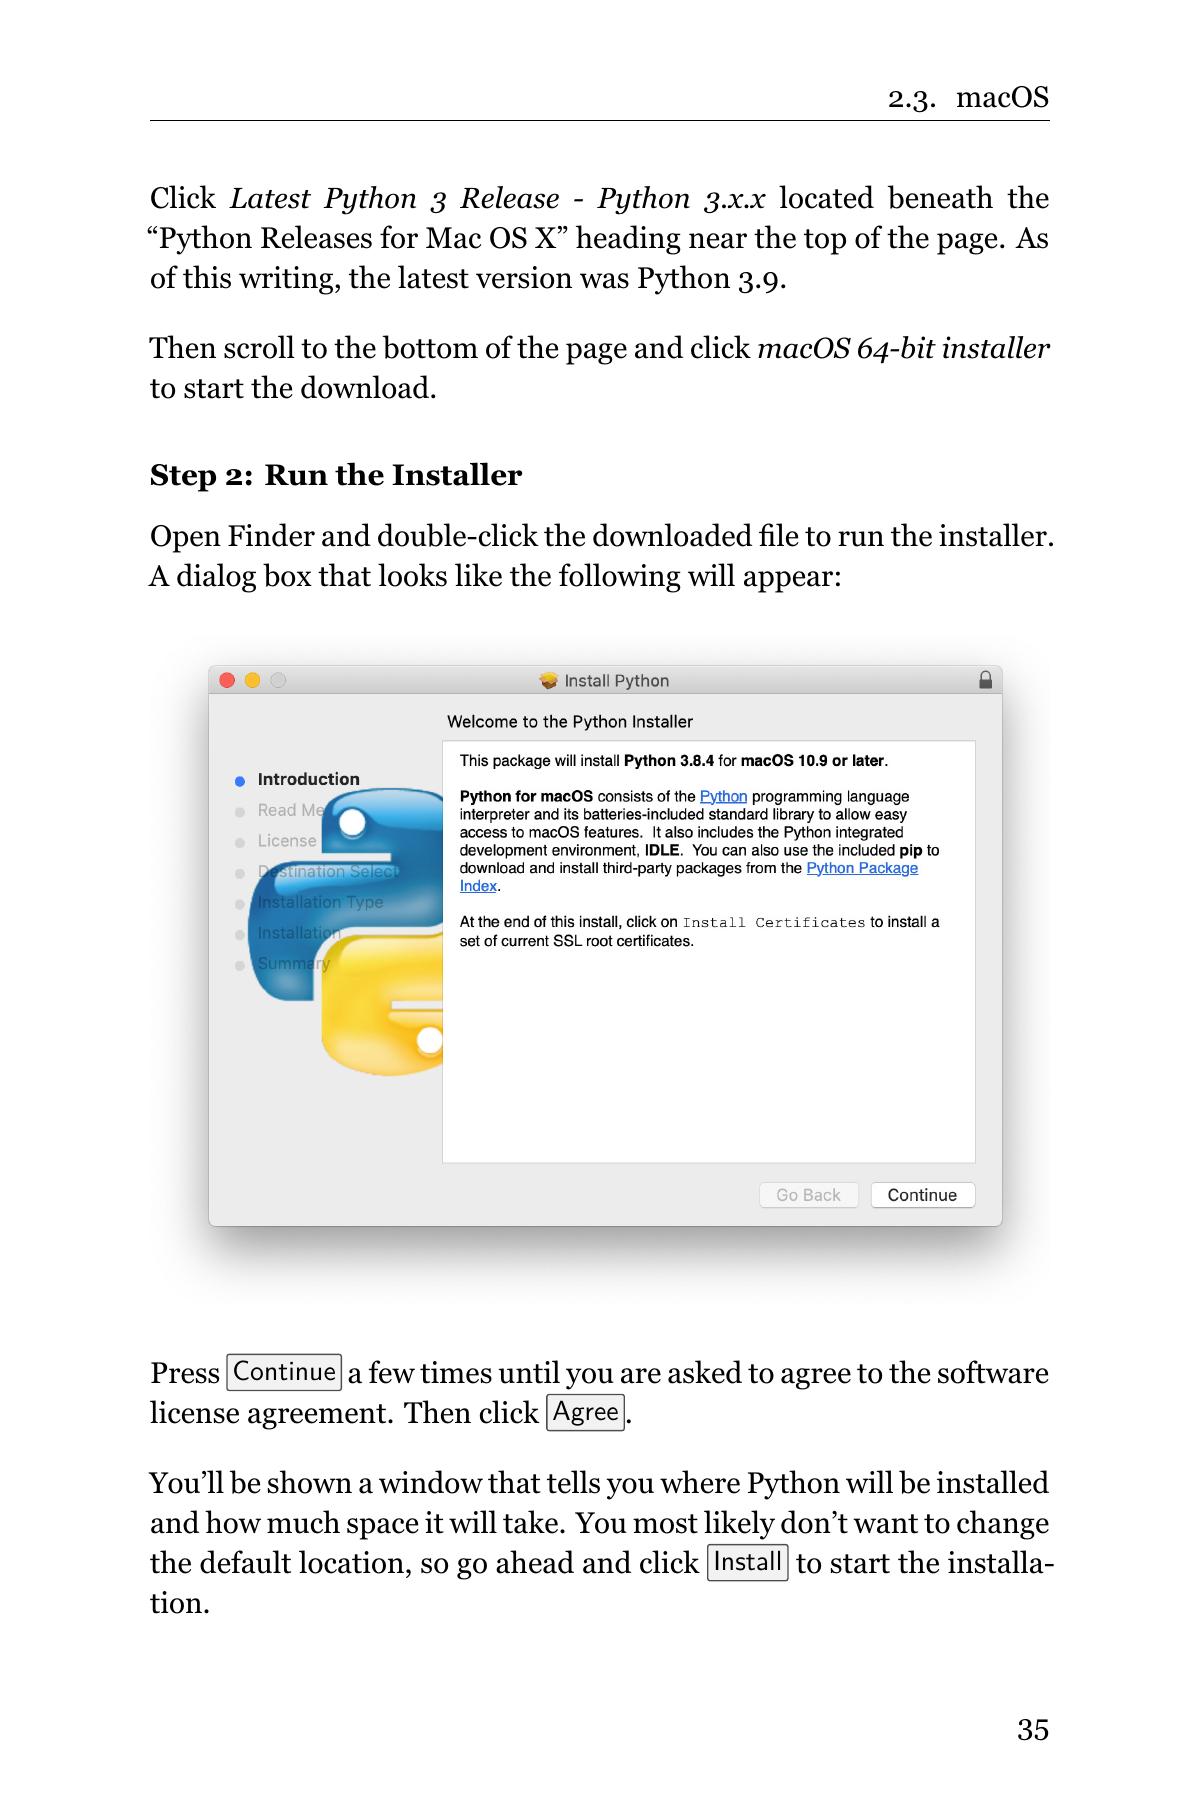 2.3. macOS
Click Latest Python 3 Release - Python 3.x.x located beneath the
“Python Releases for Mac OS X” heading near the top of the page. As
of this writing, the latest version was Python 3.9.
Then scroll to the bottom of the page and click macOS 64-bit installer
to start the download.
Step 2: Run the Installer
Open Finder and double-click the downloaded file to run the installer.
A dialog box that looks like the following will appear:
Install Python
Welcome to the Python Installer
Introduction
Read Me
License
Destination Select
Installation Type
Installation
Summary
This package will install Python 3.8.4 for macOS 10.9 or later.
Python for macOS consists of the Python programming language
interpreter and its batteries-included standard library to allow easy
access to macOS features. It also includes the Python integrated
development environment, IDLE. You can also use the included pip to
download and install third-party packages from the Python Package
Index.
At the end of this install, click on Install Certificates to install a
set of current SSL root certificates.
Go Back
Continue
Press Continue a few times until you are asked to agree to the software
license agreement. Then click Agree.
You’ll be shown a window that tells you where Python will be installed
and how much space it will take. You most likely don’t want to change
the default location, so go ahead and click Install to start the installa-
tion.
35